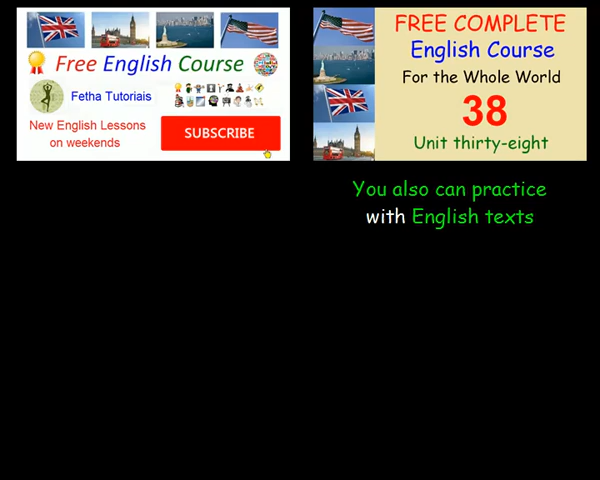 Free English Course
Fetha Tutoriais
New English Lessons
on weekends
SUBSCRIBE
FREE COMPLETE
English Course
For the Whole World
38
Unit thirty-eight
You also can practice
with English texts